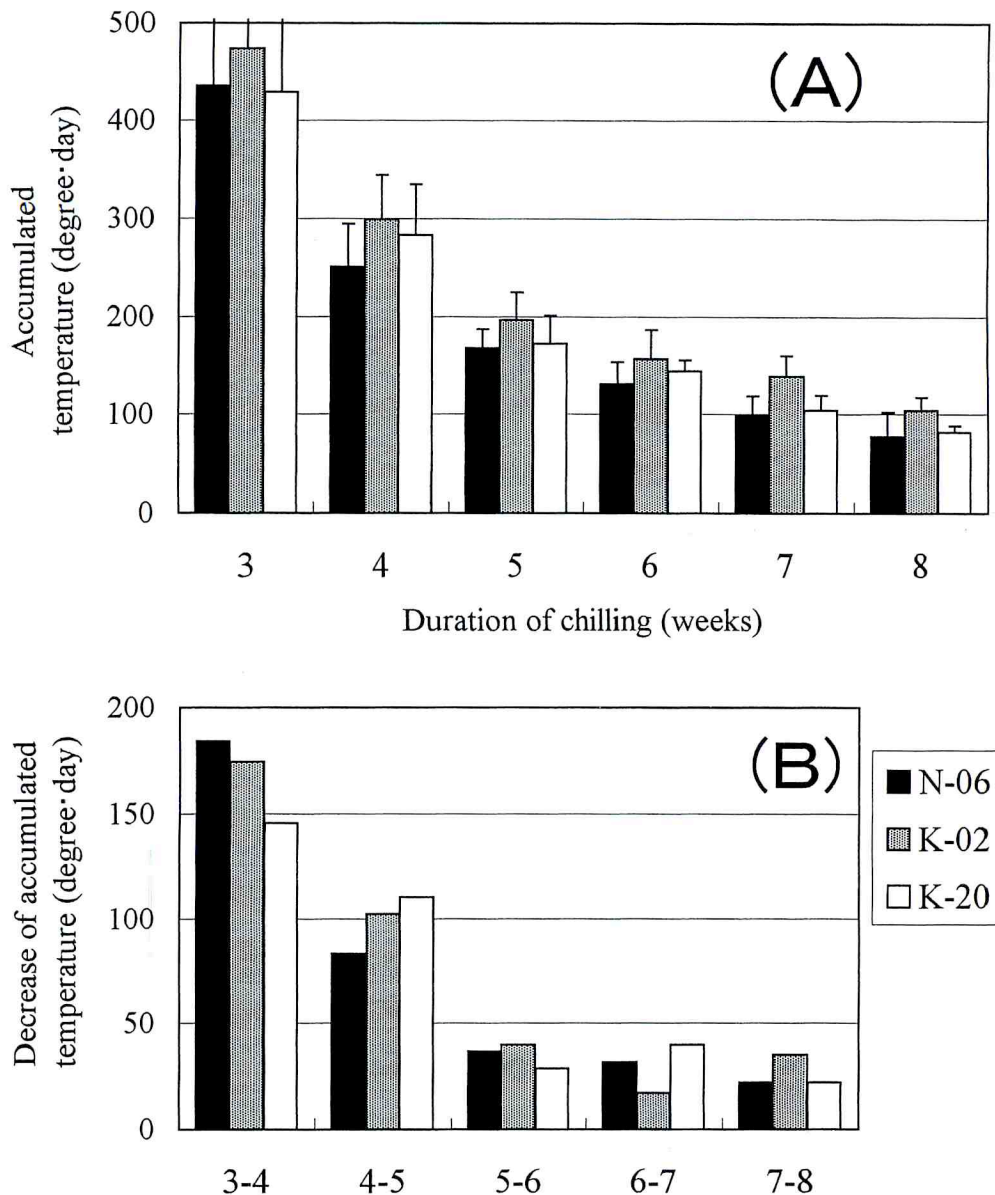 (A)
Accumulated
temperature (degree·day)
500
400
300
200
100
0
3 4 5 6 7 8
Duration of chilling (weeks)
(B)
Decrease of accumulated
temperature (degree·day)
200
150
100
50
0
3-4 4-5 5-6 6-7 7-8
N-06
K-02
K-20